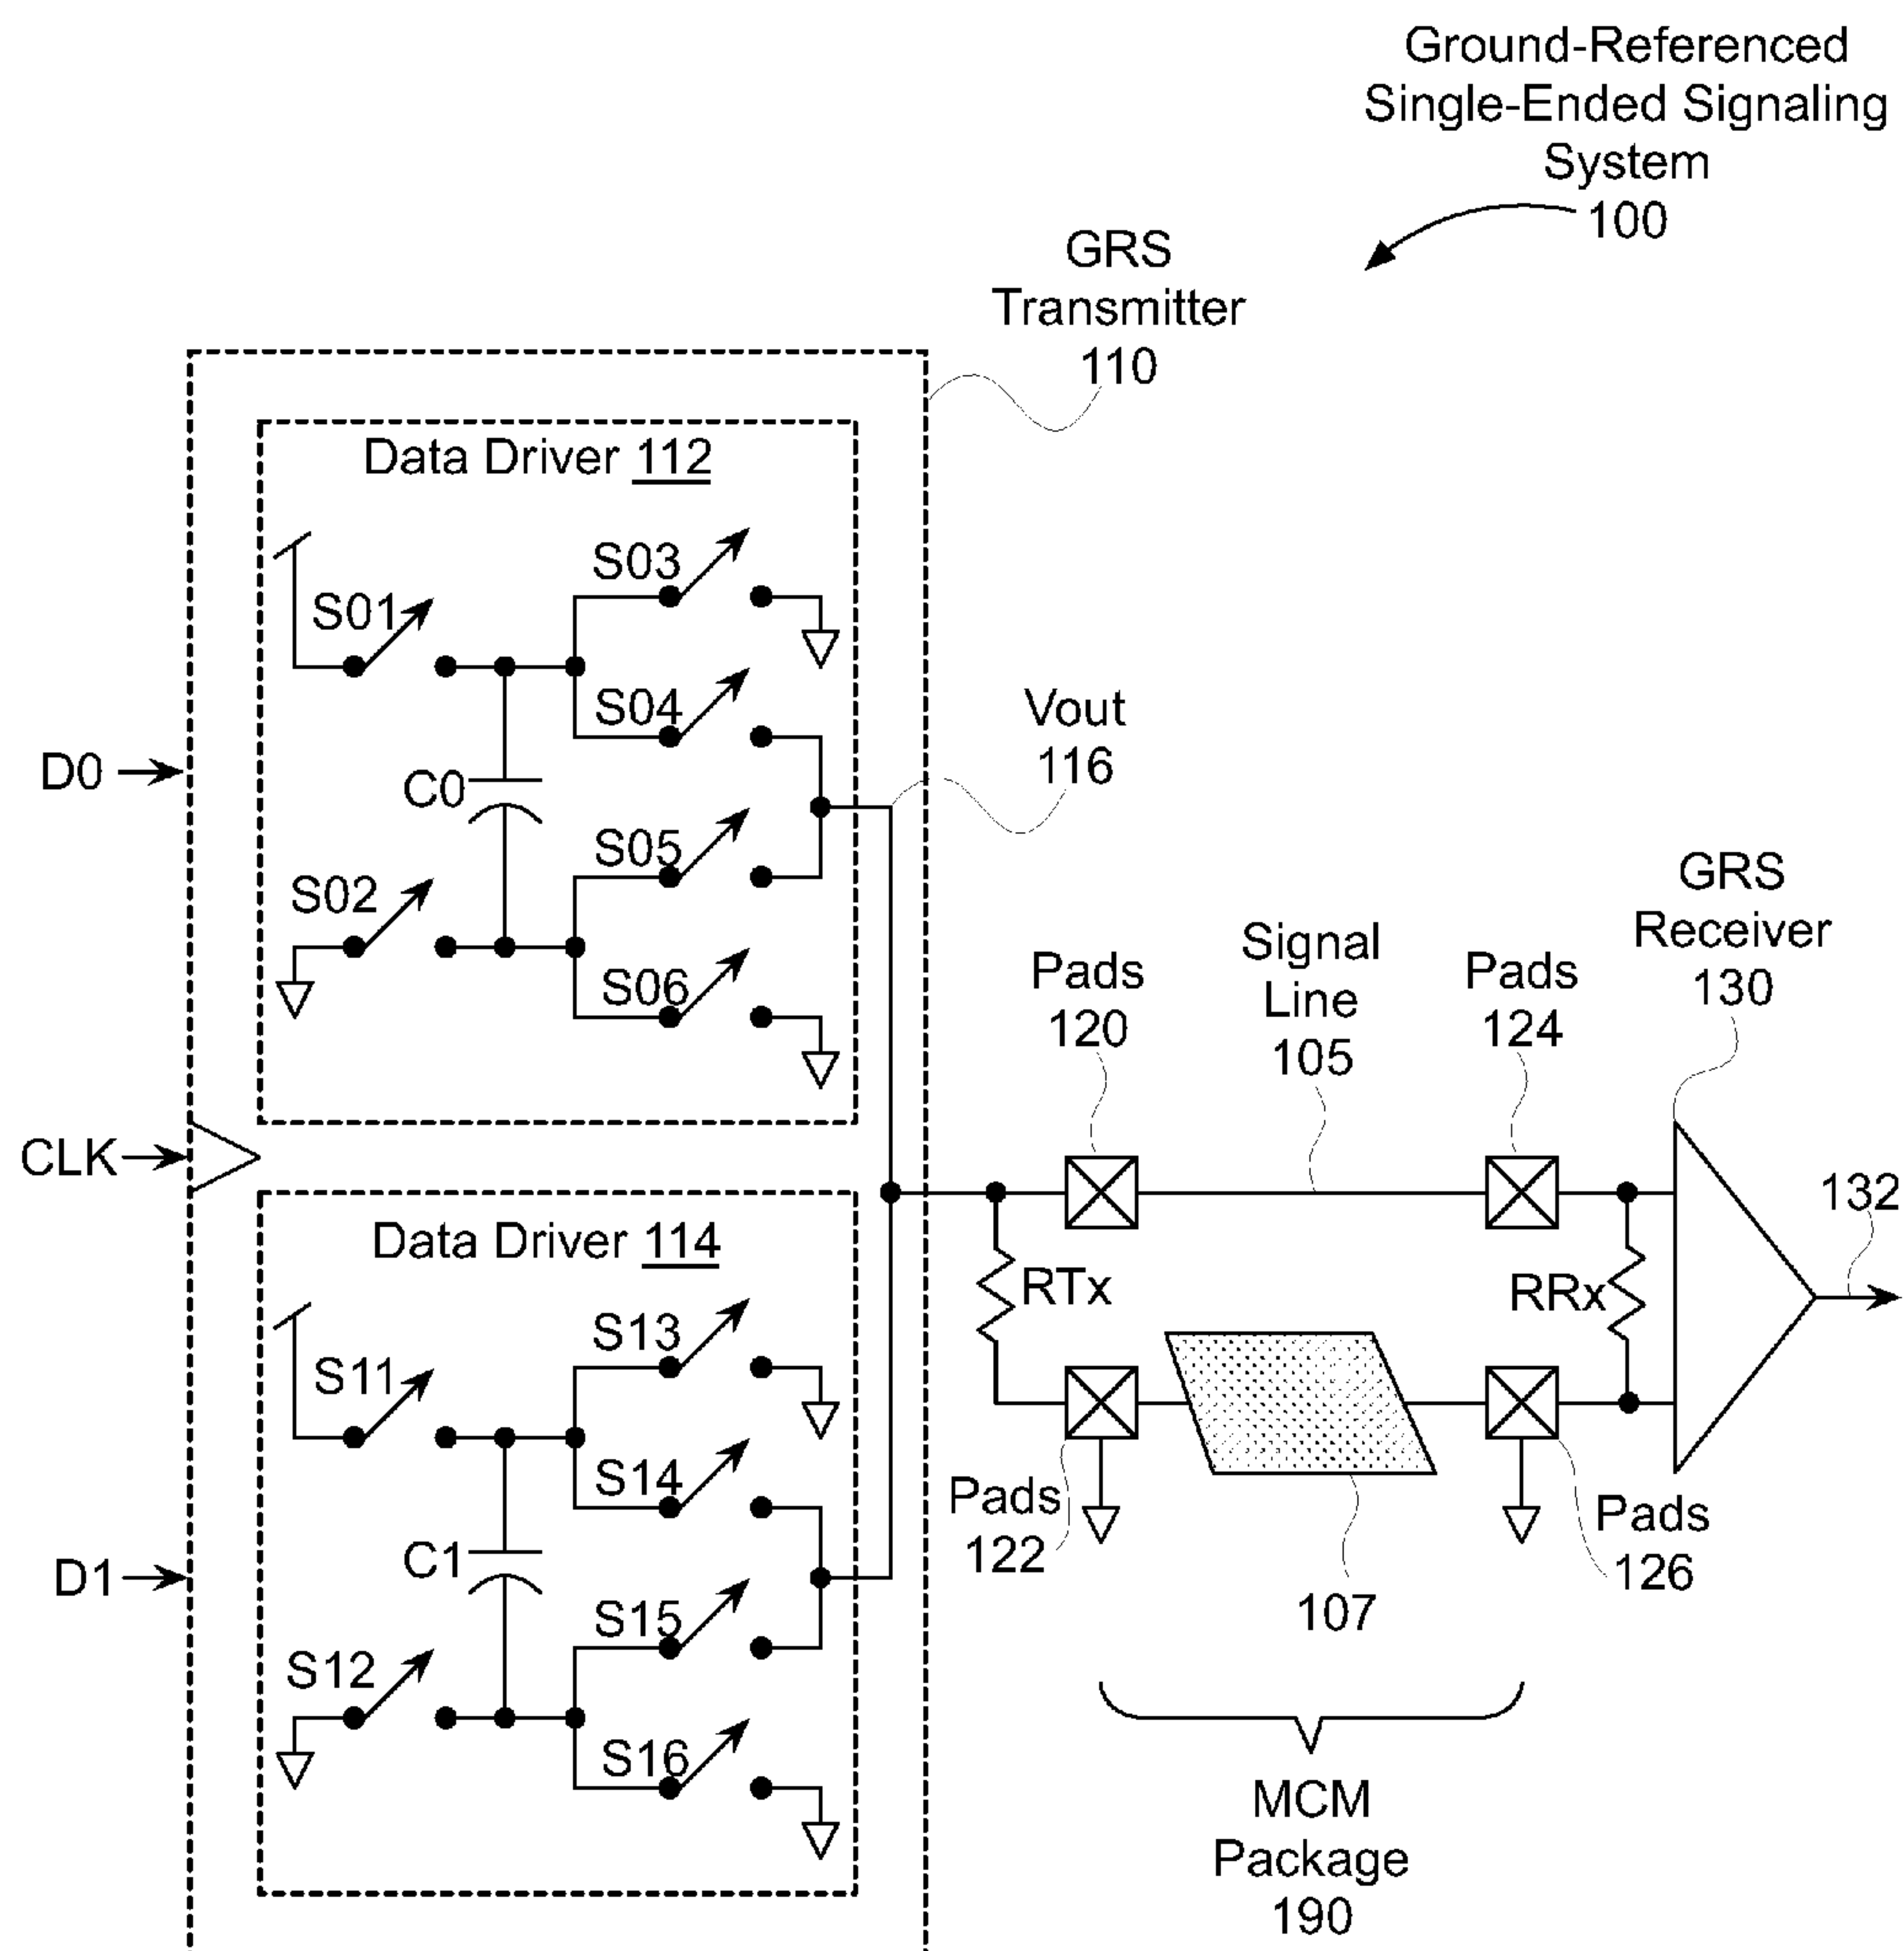 Ground-Referenced
Single-Ended Signaling
System
100
GRS
Transmitter
110
Data Driver 112
S03
S01
S04
Vout
116
D0
C0
S05
S02
S06
GRS
Receiver
130
Signal
Line
105
Pads
120
Pads
124
CLK
132
Data Driver 114
RTx
RRx
S13
S11
S14
Pads
122
Pads
126
C1
D1
107
S15
S12
S16
MCM
Package
190